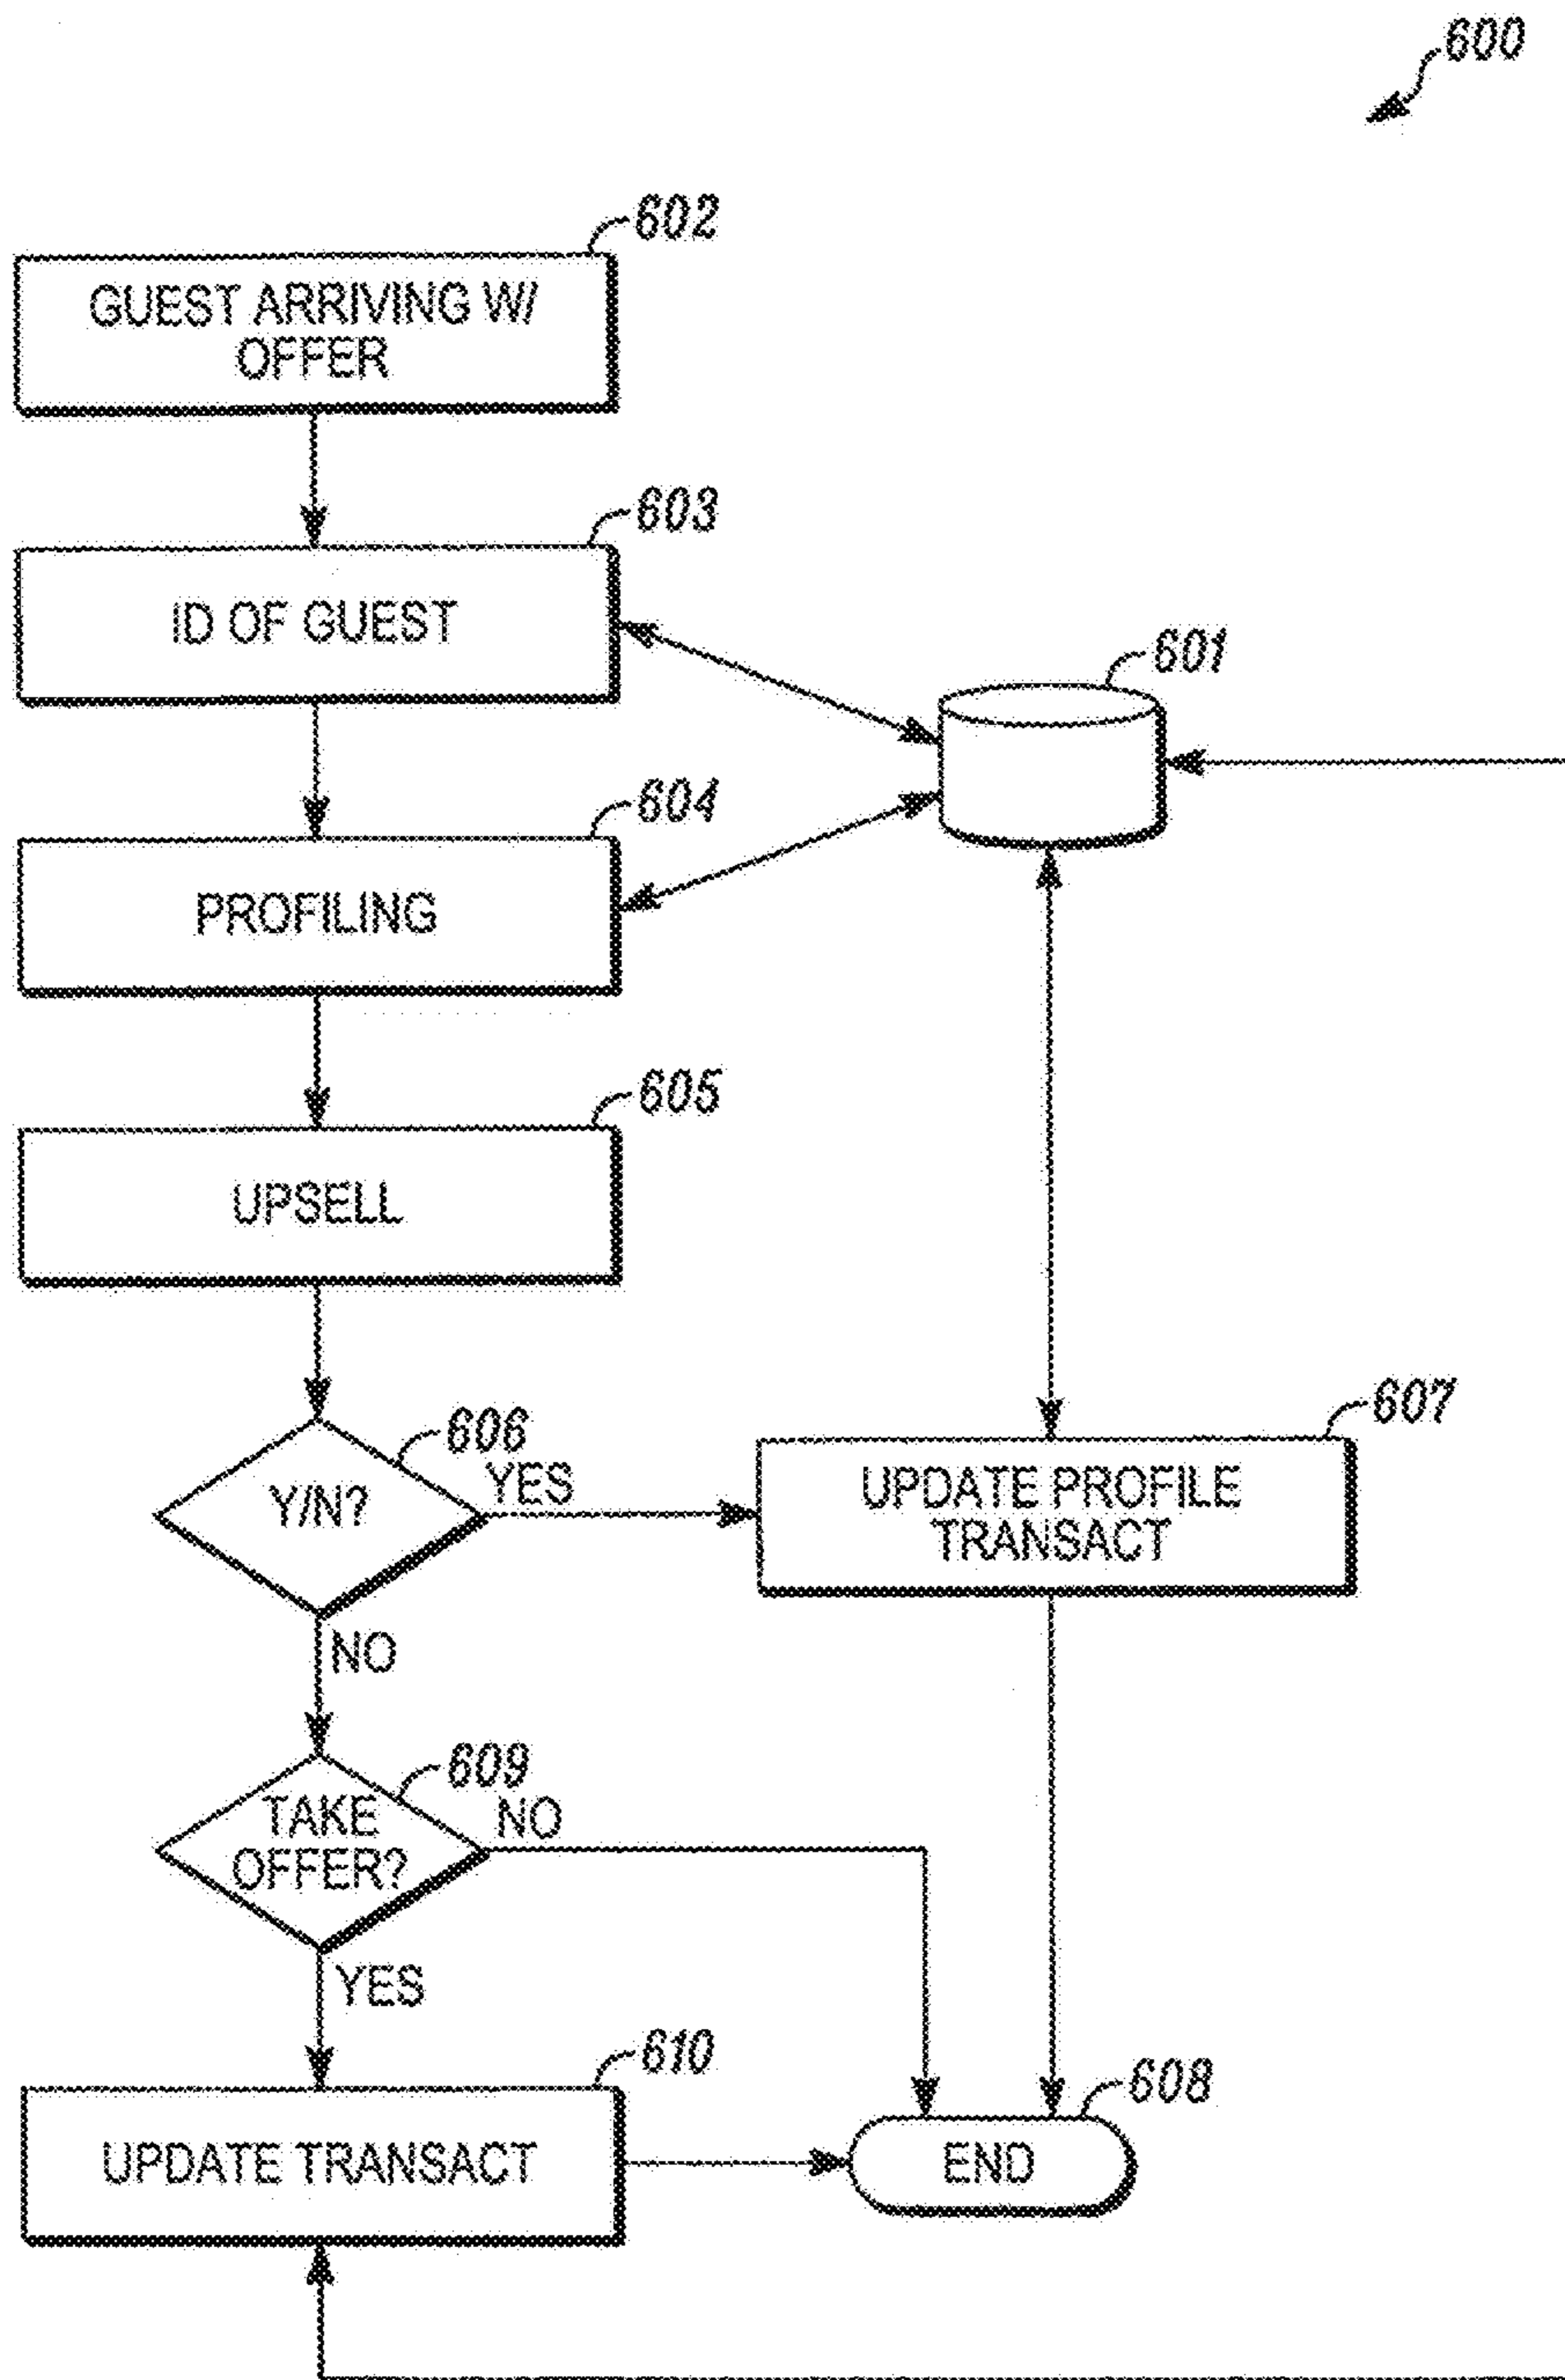 600
602
GUEST ARRIVING W/
OFFER
603
ID OF GUEST
601
604
PROFILING
605
UPSELL
606
Y/N?
YES
607
UPDATE PROFILE
TRANSACT
NO
609
TAKE
OFFER?
NO
YES
610
UPDATE TRANSACT
608
END